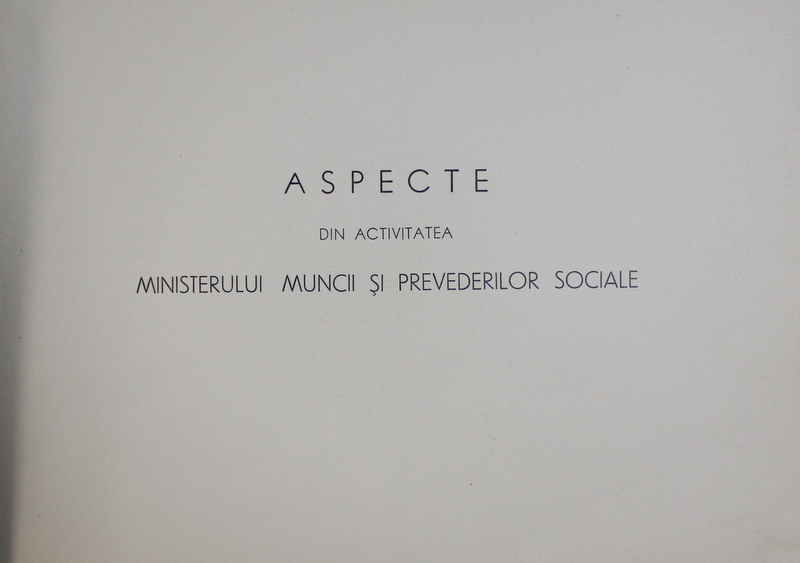 ASPECTE
DIN ACTIVITATEA
MINISTERULUI MUNCII ŞI PREVEDERILOR SOCIALE